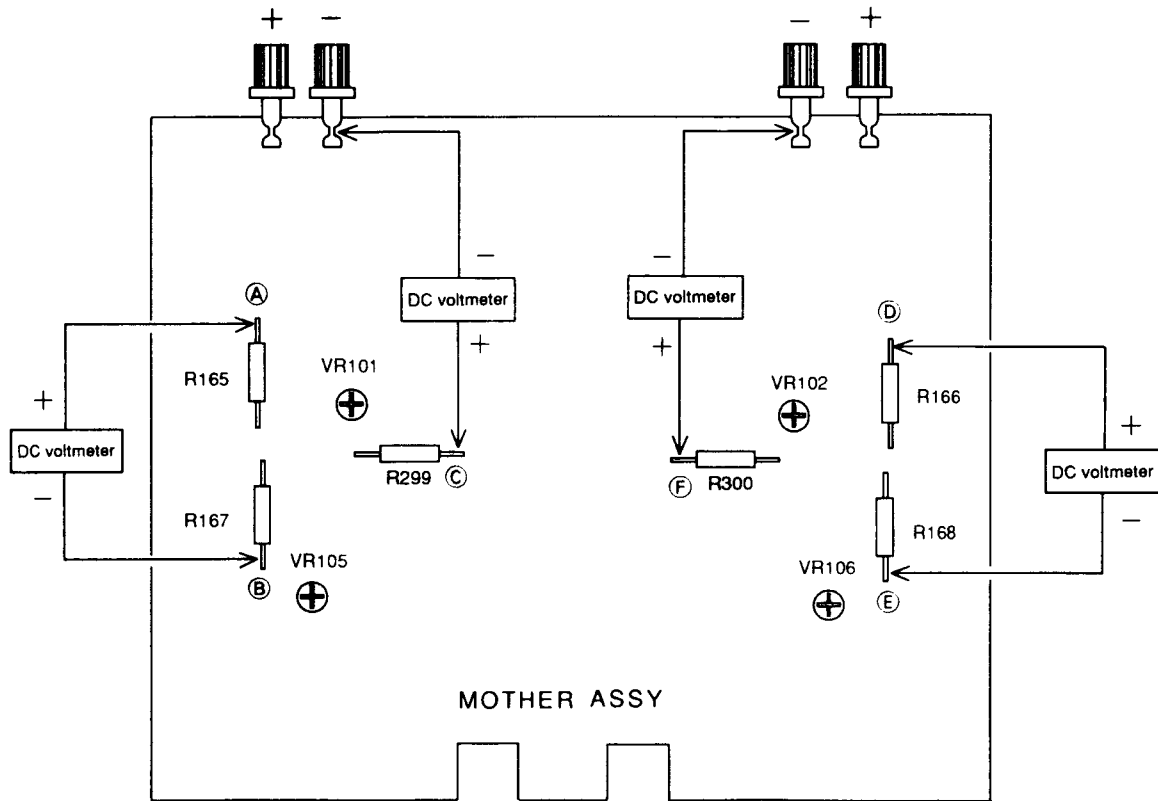 + − − +
− −
DC voltmeter DC voltmeter
+ +
Ⓐ Ⓓ
R165 VR101 VR102 R166
+ +
DC voltmeter DC voltmeter
− −
R299 Ⓒ Ⓕ R300
R167 R168
VR105 VR106
Ⓑ Ⓔ
MOTHER ASSY